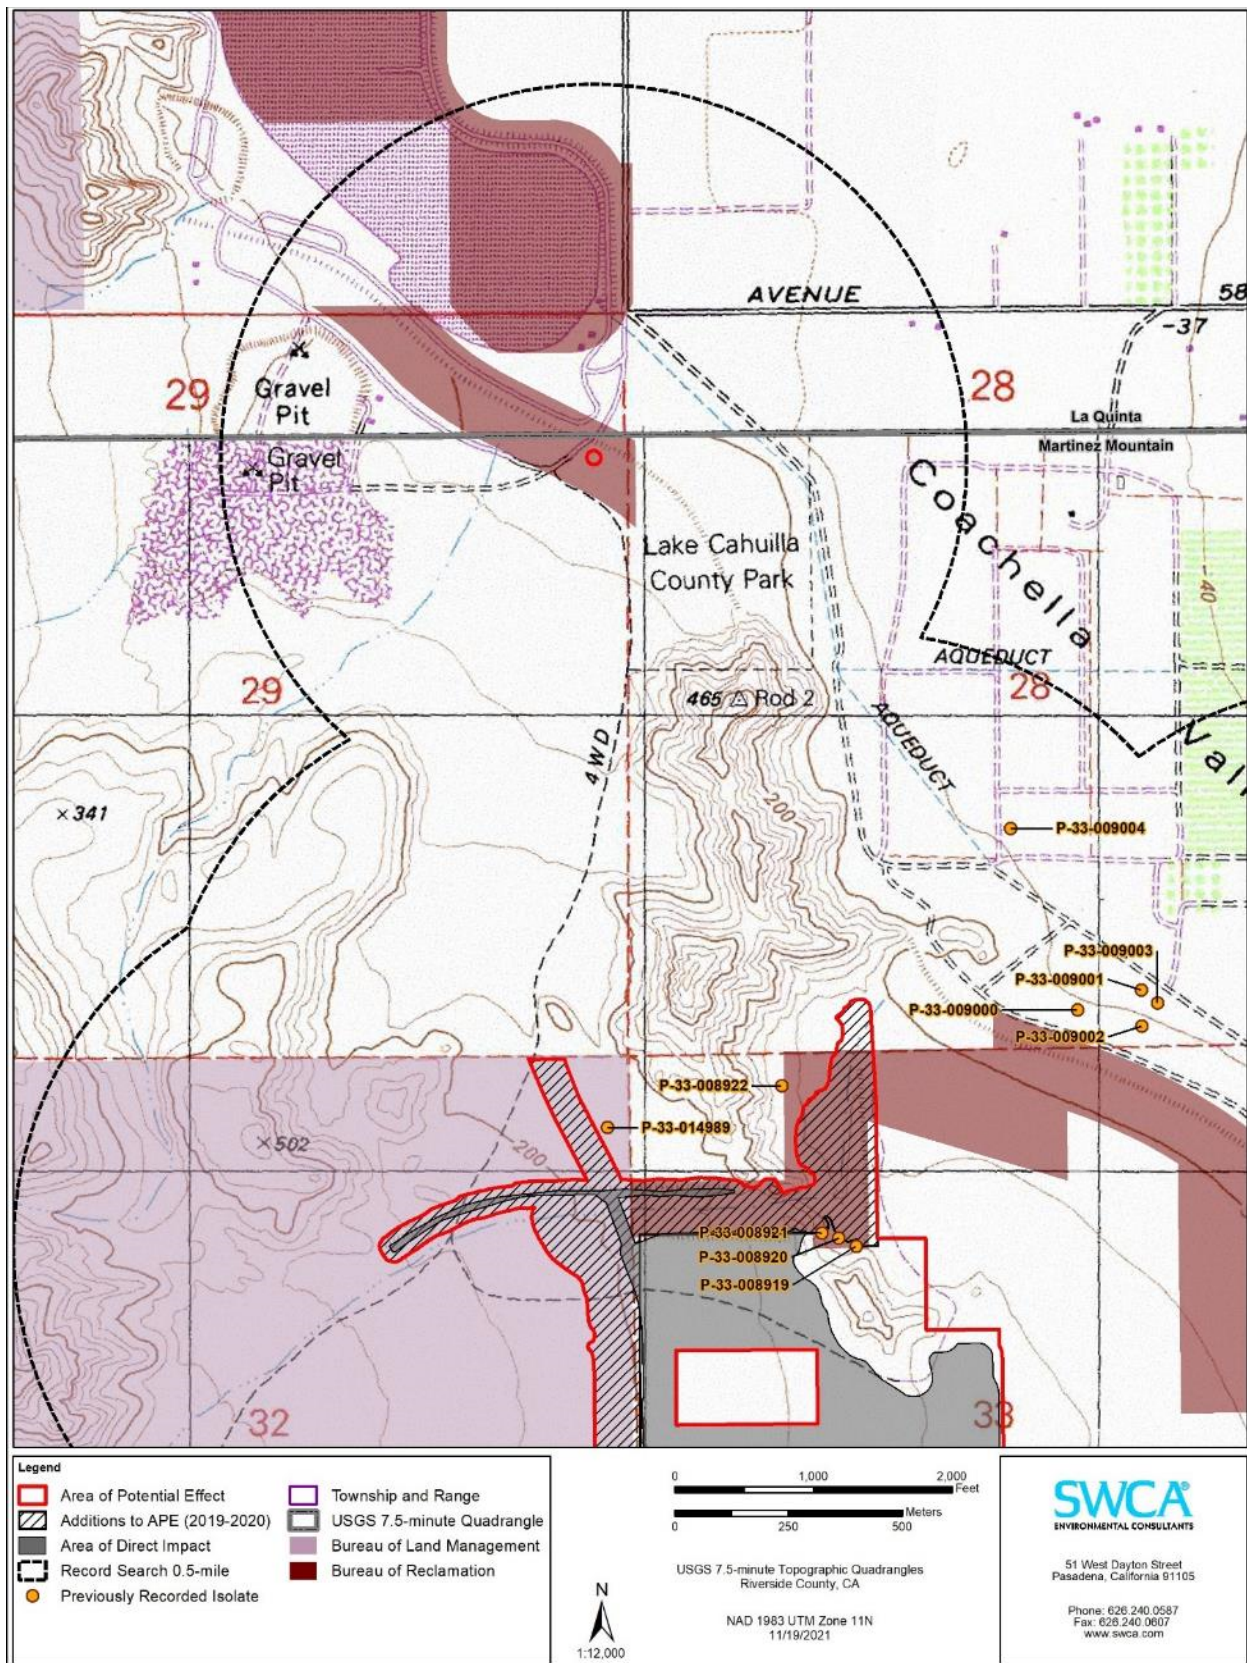 AVENUE
58
-37
29
28
Gravel
Pit
La Quinta
Gravel
Pit
Martinez Mountain
Coachella
Lake Cahuilla
County Park
-40
AQUEDUCT
29
28
465 Rod 2
AQUEDUCT
4WD
341
200
P-33-009004
P-33-009003
P-33-009001
P-33-009000
P-33-009002
P-33-008922
P-33-014989
502
200
P-33-008921
P-33-008920
P-33-008919
32
33
Legend
Area of Potential Effect
Additions to APE (2019-2020)
Area of Direct Impact
Record Search 0.5-mile
Previously Recorded Isolate
Township and Range
USGS 7.5-minute Quadrangle
Bureau of Land Management
Bureau of Reclamation
N
1:12,000
0 1,000 2,000
Feet
Meters
0 250 500
USGS 7.5-minute Topographic Quadrangles
Riverside County, CA
NAD 1983 UTM Zone 11N
11/19/2021
SWCA®
ENVIRONMENTAL CONSULTANTS
51 West Dayton Street
Pasadena, California 91105
Phone: 626.240.0587
Fax: 626.240.0607
www.swca.com